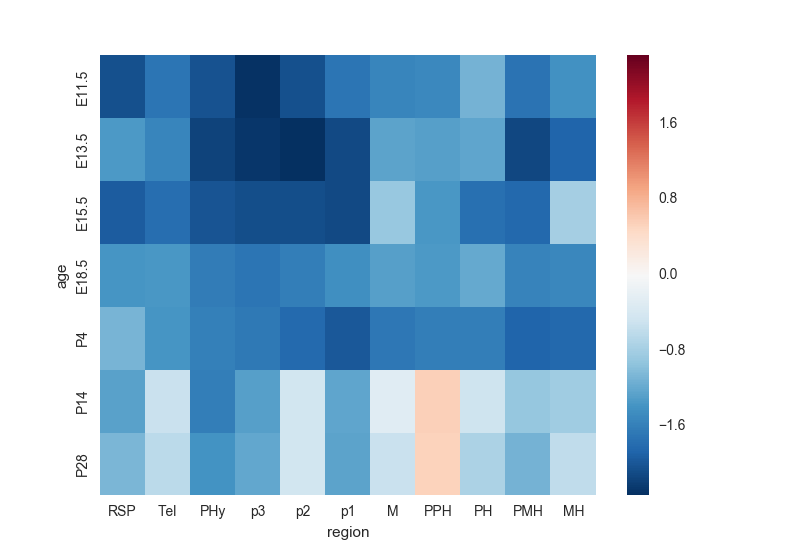 age
E11.5
E13.5
E15.5
E18.5
P4
P14
P28
RSP Tel PHy p3 p2 p1 M PPH PH PMH MH
region
1.6
0.8
0.0
−0.8
−1.6